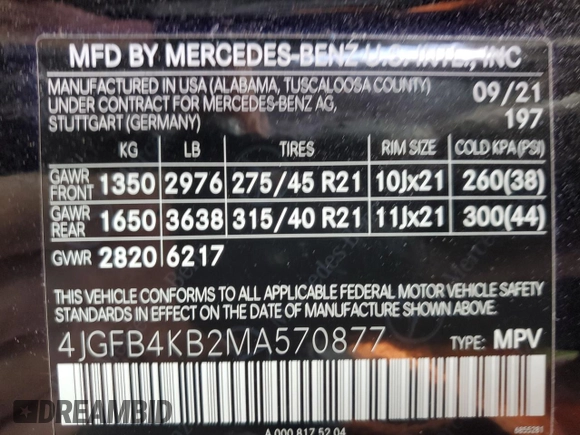 MFD BY MERCEDES-BENZ U.S. INT'L, INC
MANUFACTURED IN USA (ALABAMA, TUSCALOOSA COUNTY) 09/21
UNDER CONTRACT FOR MERCEDES-BENZ AG,
STUTTGART (GERMANY) 197
KG LB TIRES RIM SIZE COLD KPA(PSI)
GAWR FRONT 1350 2976 275/45 R21 10Jx21 260(38)
GAWR REAR 1650 3638 315/40 R21 11Jx21 300(44)
GVWR 2820 6217
THIS VEHICLE CONFORMS TO ALL APPLICABLE FEDERAL MOTOR VEHICLE SAFETY
STANDARDS IN EFFECT ON THE DATE OF MANUFACTURE SHOWN ABOVE.
4JGFB4KB2MA570877 TYPE: MPV
A 000 817 52 04 6855281
DREAMBID